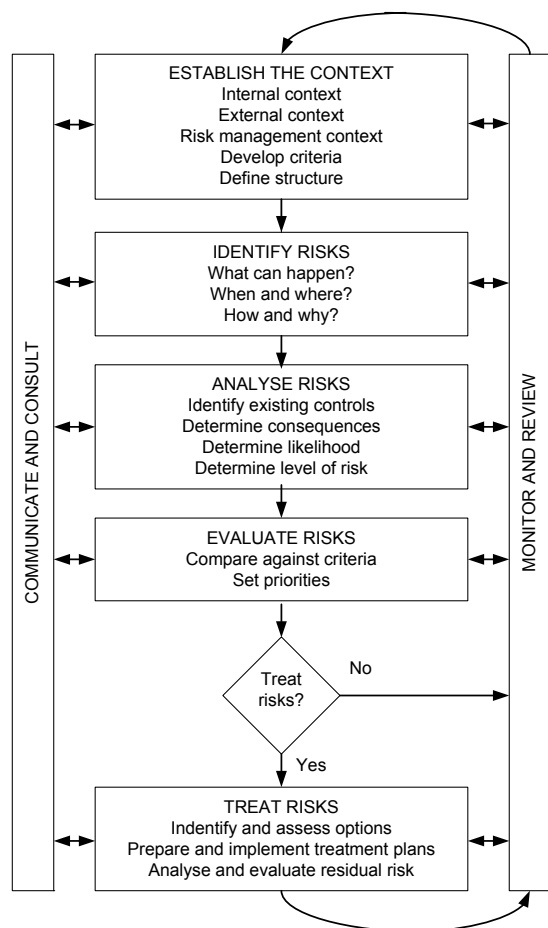 ESTABLISH THE CONTEXT
Internal context
External context
Risk management context
Develop criteria
Define structure
IDENTIFY RISKS
What can happen?
When and where?
How and why?
ANALYSE RISKS
Identify existing controls
Determine consequences
Determine likelihood
Determine level of risk
EVALUATE RISKS
Compare against criteria
Set priorities
Treat
risks?
No
Yes
TREAT RISKS
Indentify and assess options
Prepare and implement treatment plans
Analyse and evaluate residual risk
COMMUNICATE AND CONSULT
MONITOR AND REVIEW